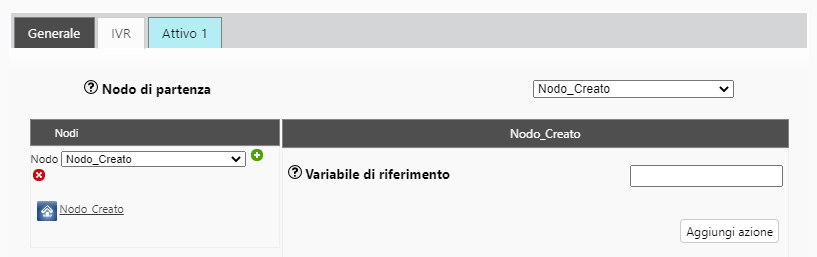 Generale IVR Attivo 1
Nodo di partenza Nodo_Creato
Nodi Nodo_Creato
Nodo Nodo_Creato
Variabile di riferimento
Nodo_Creato
Aggiungi azione